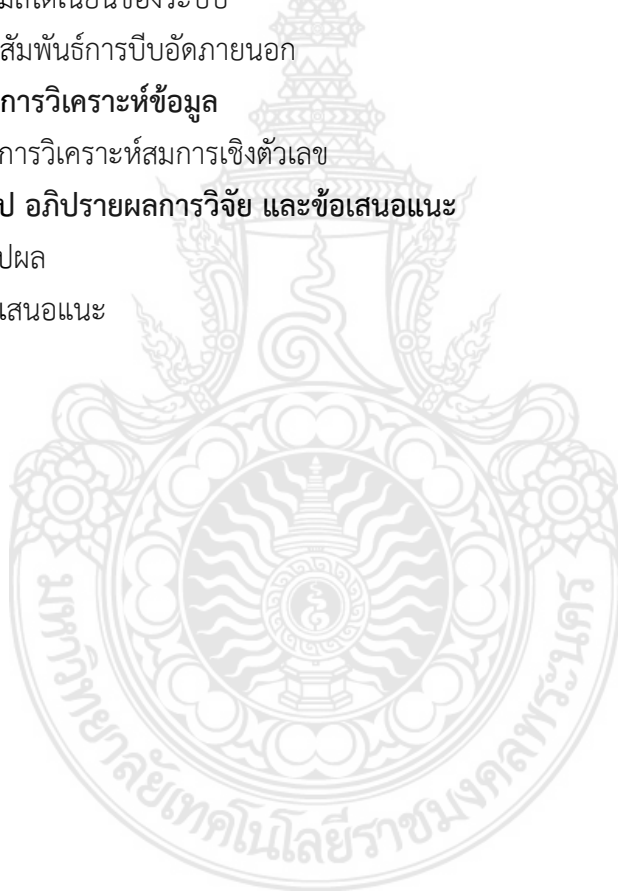 สัมพันธ์การบีบอัดภายนอก
การวิเคราะห์ข้อมูล
การวิเคราะห์สมการเชิงตัวเลข
ป อภิปรายผลการวิจัย และข้อเสนอแนะ
ปผล
เสนอแนะ
มหาวิทยาลัยเทคโนโลยีราชมงคลพระนคร